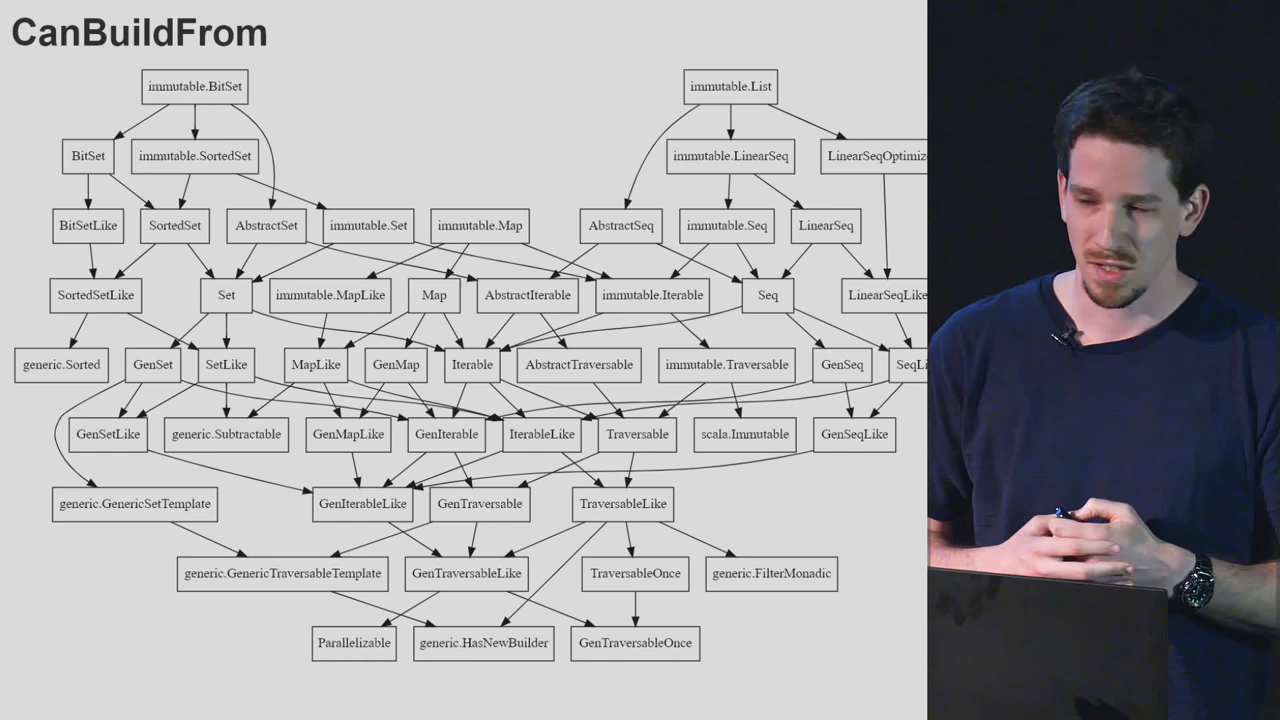 CanBuildFrom
immutable.BitSet
immutable.List
BitSet
immutable.SortedSet
immutable.LinearSeq
LinearSeqOptimiz
BitSetLike
SortedSet
AbstractSet
immutable.Set
immutable.Map
AbstractSeq
immutable.Seq
LinearSeq
SortedSetLike
Set
immutable.MapLike
Map
AbstractIterable
immutable.Iterable
Seq
LinearSeqLike
generic.Sorted
GenSet
SetLike
MapLike
GenMap
Iterable
AbstractTraversable
immutable.Traversable
GenSeq
SeqLi
GenSetLike
generic.Subtractable
GenMapLike
GenIterable
IterableLike
Traversable
scala.Immutable
GenSeqLike
generic.GenericSetTemplate
GenIterableLike
GenTraversable
TraversableLike
generic.GenericTraversableTemplate
GenTraversableLike
TraversableOnce
generic.FilterMonadic
Parallelizable
generic.HasNewBuilder
GenTraversableOnce